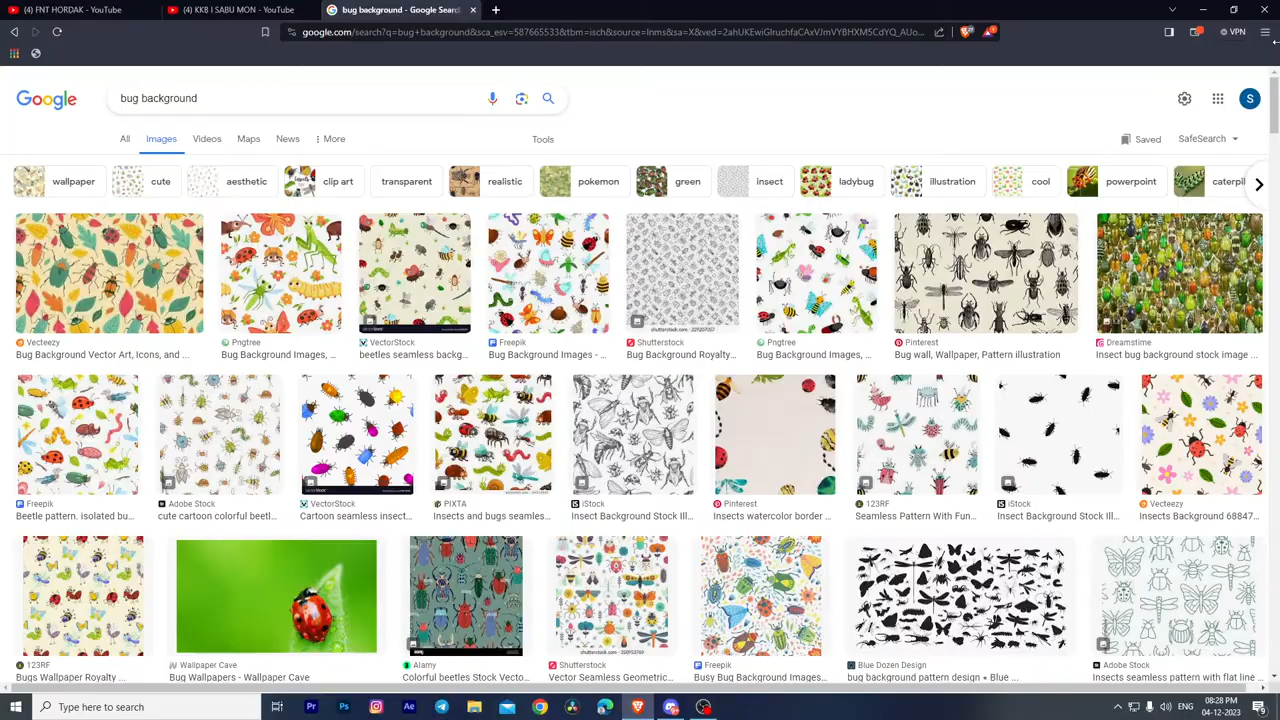 (4) FNT HORDAK - YouTube
(4) KK8 I SABU MON - YouTube
bug background - Google Search
google.com/search?q=bug+background&sca_esv=587665533&tbm=isch&source=lnms&sa=X&ved=
VPN
Google
bug background
S
All Images Videos Maps News More Tools
Saved SafeSearch
wallpaper cute aesthetic clip art transparent realistic pokemon green insect ladybug illustration cool powerpoint caterpil
Vecteezy Pngtree VectorStock Freepik Shutterstock Pngtree Pinterest Dreamstime
Bug Background Vector Art, Icons, and ... Bug Background Images, ... beetles seamless backg... Bug Background Images - ... Bug Background Royalty... Bug Background Images, ... Bug wall, Wallpaper, Pattern illustration Insect bug background stock image ...
Freepik Adobe Stock VectorStock PIXTA iStock Pinterest 123RF iStock Vecteezy
Beetle pattern. isolated bu... cute cartoon colorful beetl... Cartoon seamless insect... Insects and bugs seamles... Insect Background Stock Ill... Insects watercolor border ... Seamless Pattern With Fun... Insect Background Stock Ill... Insects Background 68847...
123RF Wallpaper Cave Alamy Shutterstock Freepik Blue Dozen Design Adobe Stock
Bugs Wallpaper Royalty ... Bug Wallpapers - Wallpaper Cave Colorful beetles Stock Vecto... Vector Seamless Geometric... Busy Bug Background Images... bug background pattern design • Blue ... Insects seamless pattern with flat line ...
Type here to search
Pr Ps Ae
ENG
08:28 PM
04-12-2023